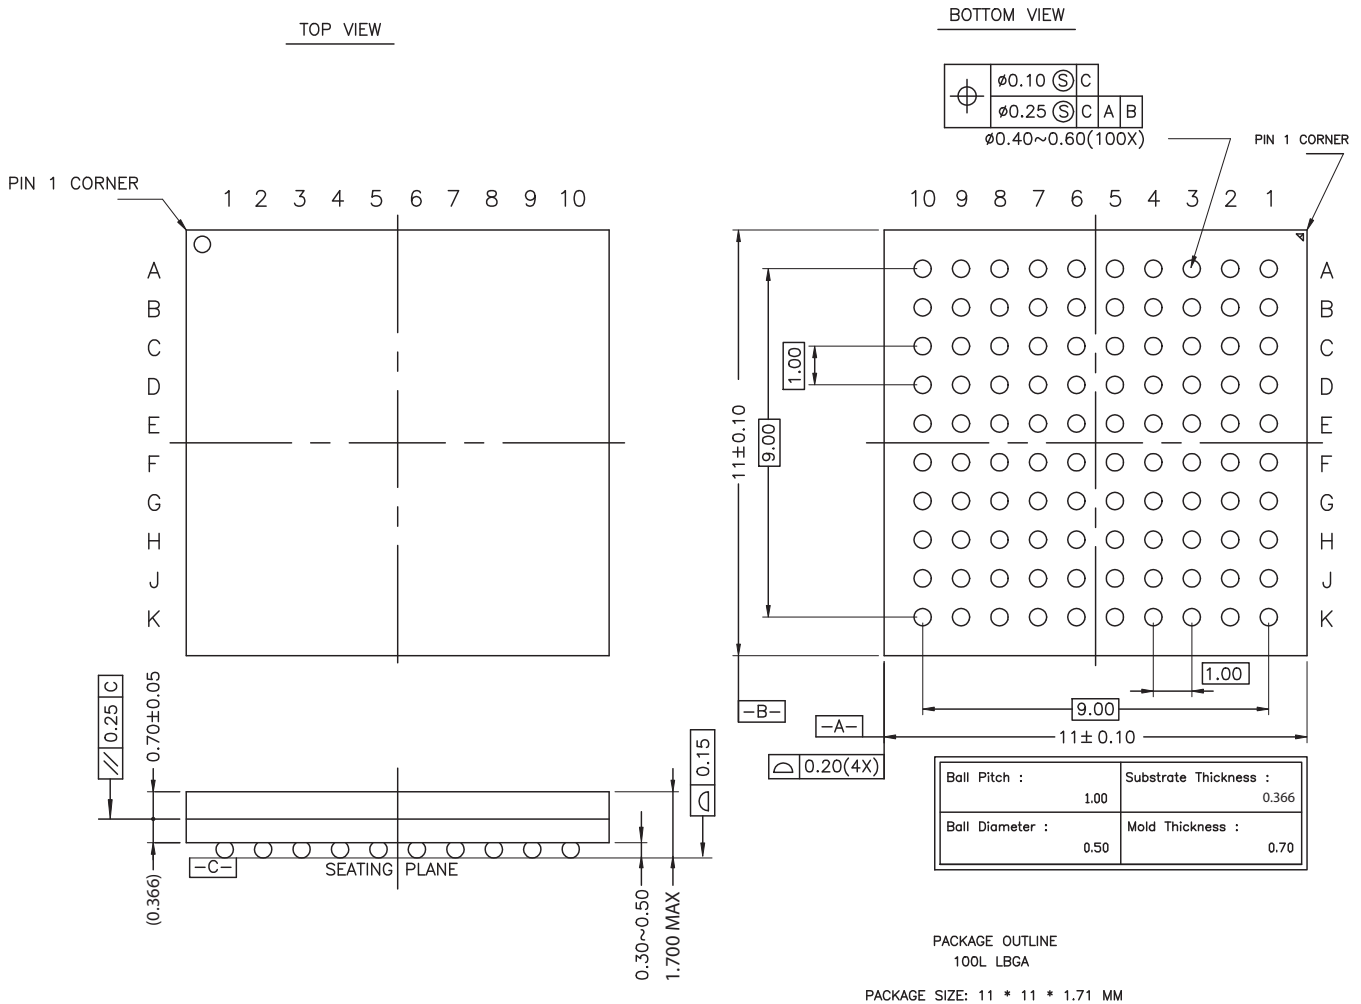 TOP VIEW
BOTTOM VIEW
ø0.10 Ⓢ C
ø0.25 Ⓢ C A B
ø0.40~0.60(100X)
PIN 1 CORNER
PIN 1 CORNER
1 2 3 4 5 6 7 8 9 10
10 9 8 7 6 5 4 3 2 1
A
B
C
D
E
F
G
H
J
K
A
B
C
D
E
F
G
H
J
K
1.00
9.00
11±0.10
1.00
9.00
11±0.10
-B-
-A-
0.20(4X)
// 0.25 C
0.70±0.05
(0.366)
-C-
SEATING PLANE
0.15
0.30~0.50
1.700 MAX
Ball Pitch :
1.00
Substrate Thickness :
0.366
Ball Diameter :
0.50
Mold Thickness :
0.70
PACKAGE OUTLINE
100L LBGA
PACKAGE SIZE: 11 * 11 * 1.71 MM